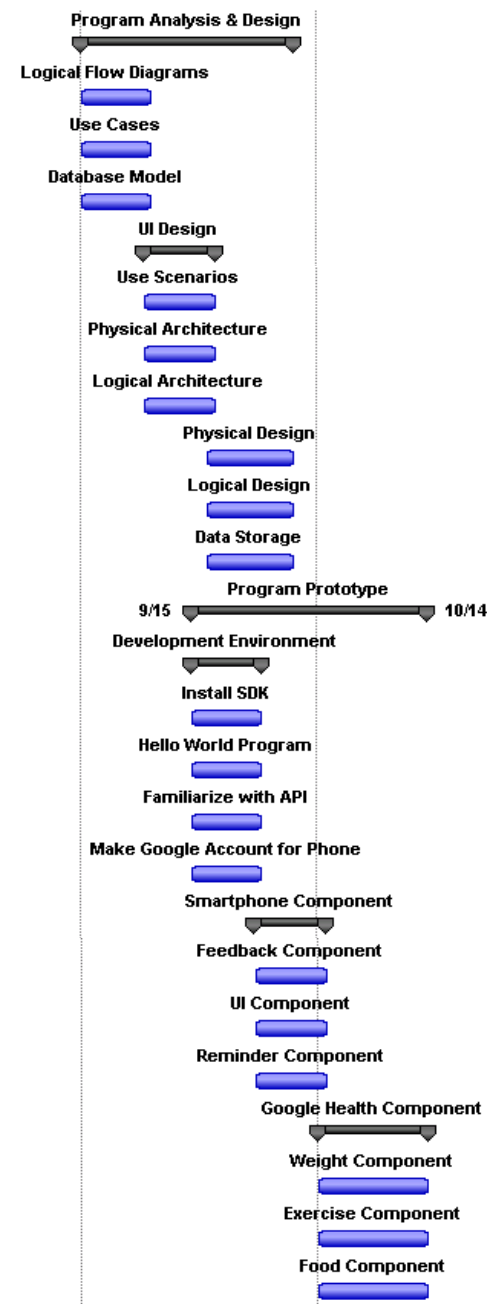 Program Analysis & Design
Logical Flow Diagrams
Use Cases
Database Model
UI Design
Use Scenarios
Physical Architecture
Logical Architecture
Physical Design
Logical Design
Data Storage
Program Prototype
9/15 10/14
Development Environment
Install SDK
Hello World Program
Familiarize with API
Make Google Account for Phone
Smartphone Component
Feedback Component
UI Component
Reminder Component
Google Health Component
Weight Component
Exercise Component
Food Component